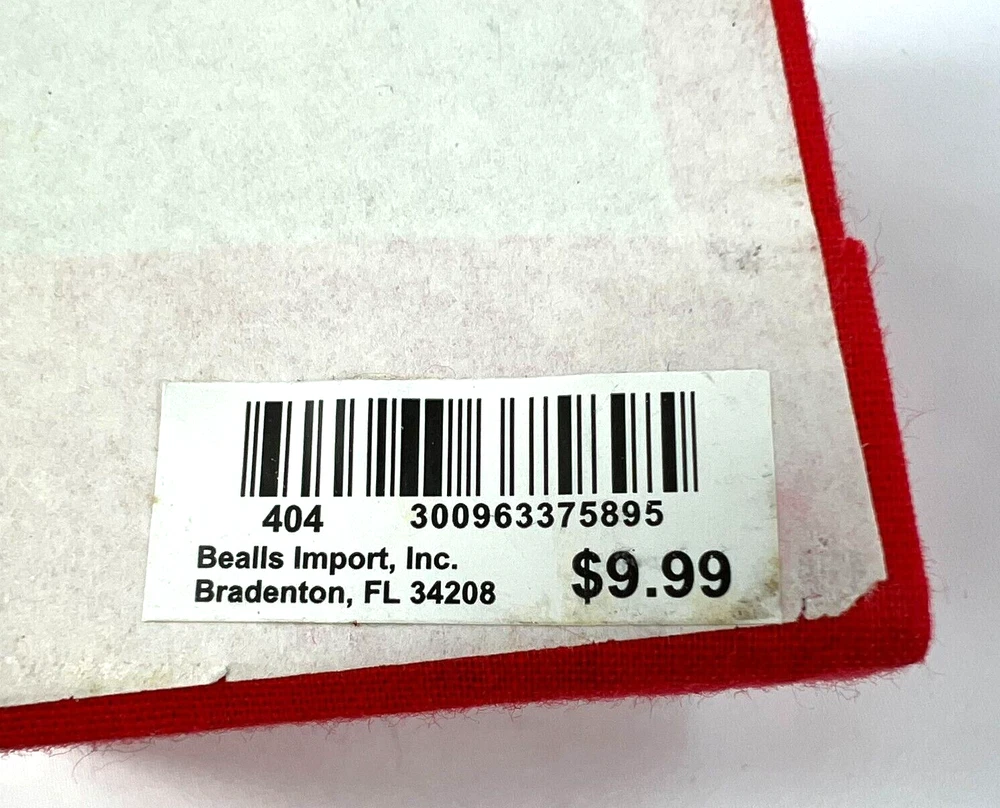 404 300963375895
Bealls Import, Inc.
Bradenton, FL 34208
$9.99